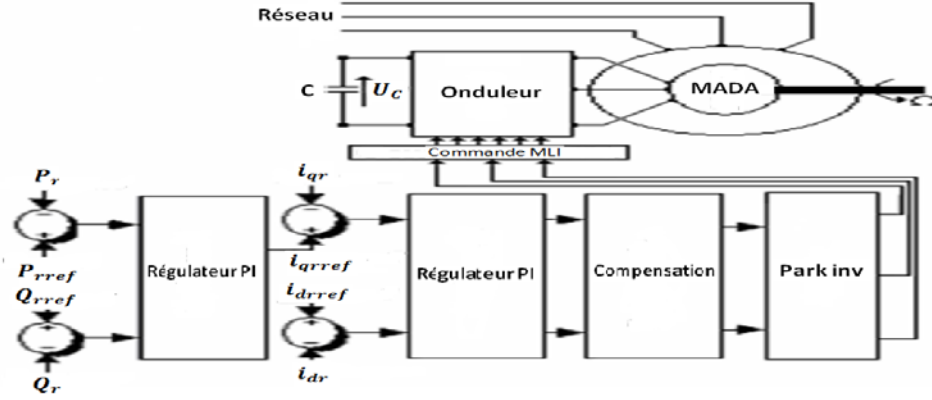 Réseau
C
U_C
Onduleur
MADA
Ω
Commande MLI
P_r
i_qr
P_rref
Q_rref
Régulateur PI
i_qrref
i_drref
Régulateur PI
Compensation
Park inv
Q_r
i_dr